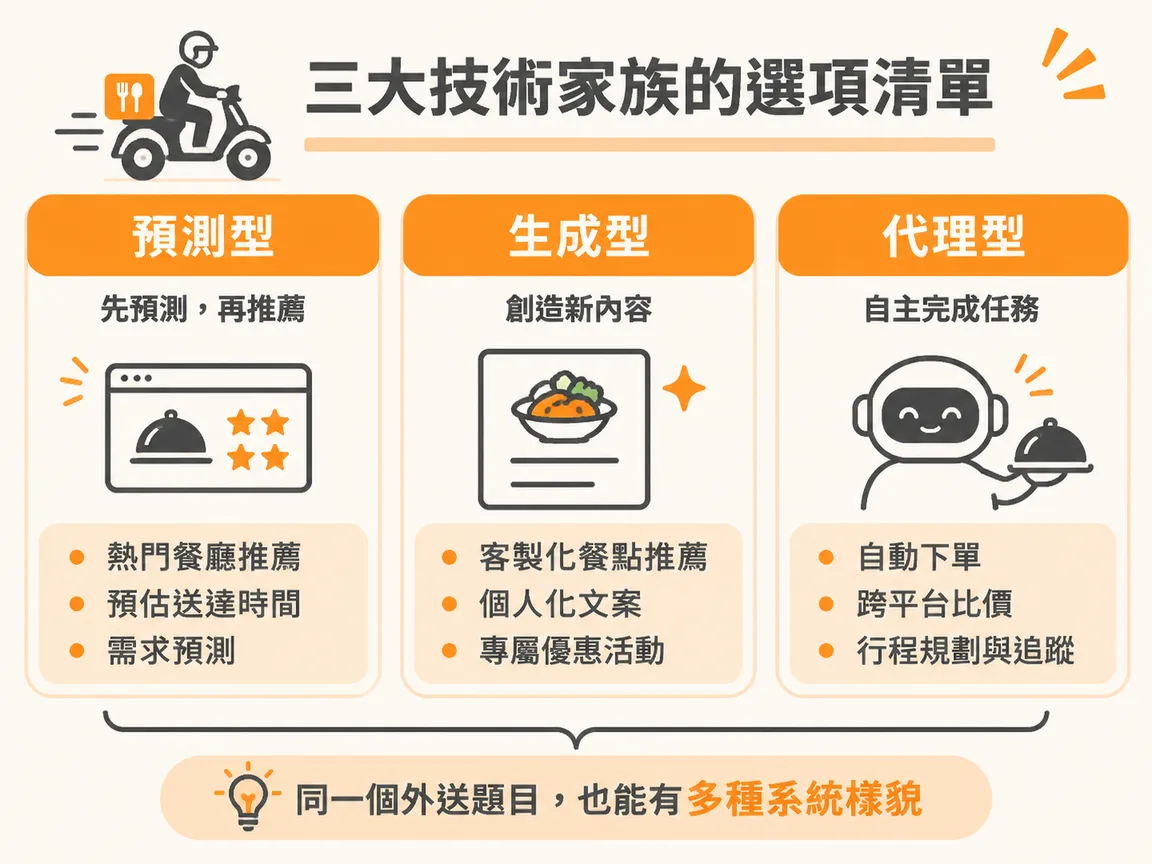 三大技術家族的選項清單
預測型
先預測，再推薦
熱門餐廳推薦
預估送達時間
需求預測
生成型
創造新內容
客製化餐點推薦
個人化文案
專屬優惠活動
代理型
自主完成任務
自動下單
跨平台比價
行程規劃與追蹤
同一個外送題目，也能有多種系統樣貌